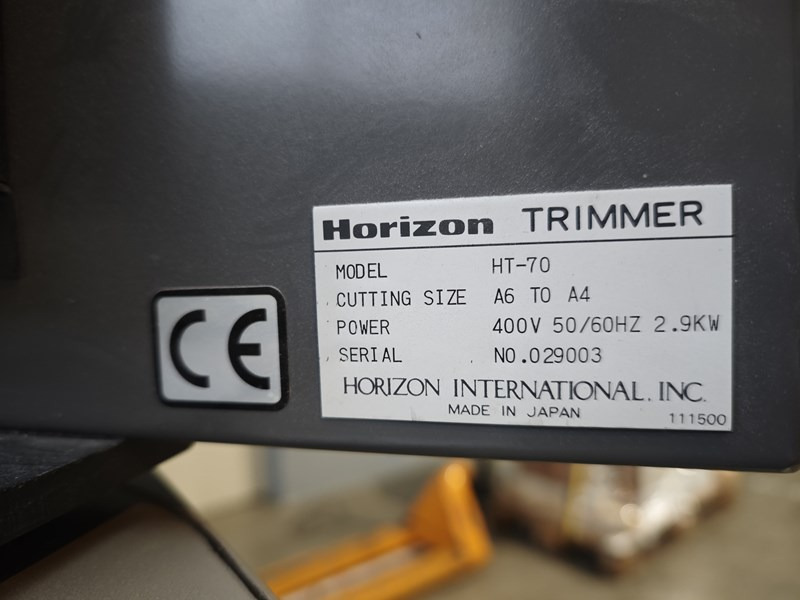 Horizon TRIMMER
MODEL HT-70
CUTTING SIZE A6 TO A4
POWER 400V 50/60HZ 2.9KW
SERIAL NO.029003
HORIZON INTERNATIONAL.INC.
MADE IN JAPAN
111500
CE